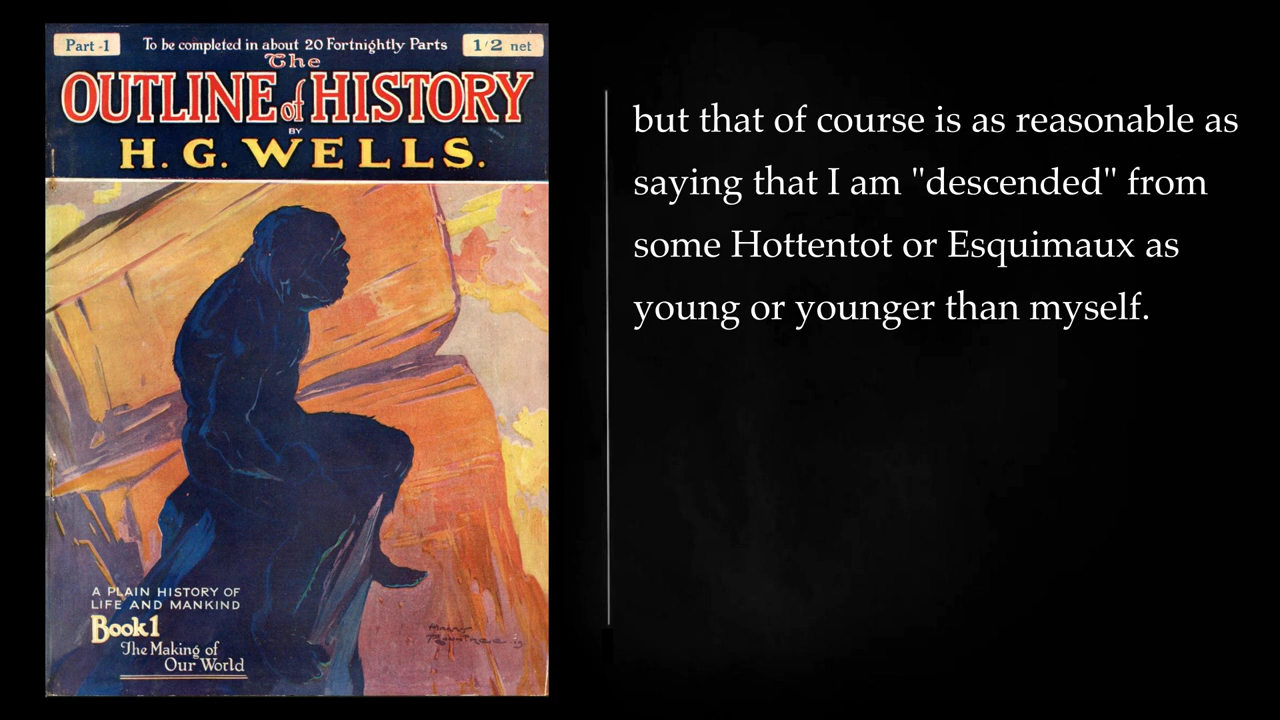 Part -1
To be completed in about 20 Fortnightly Parts
1/2 net
The
OUTLINE of HISTORY
BY
H. G. WELLS.
A PLAIN HISTORY OF
LIFE AND MANKIND
Book 1
The Making of
Our World
but that of course is as reasonable as
saying that I am "descended" from
some Hottentot or Esquimaux as
young or younger than myself.